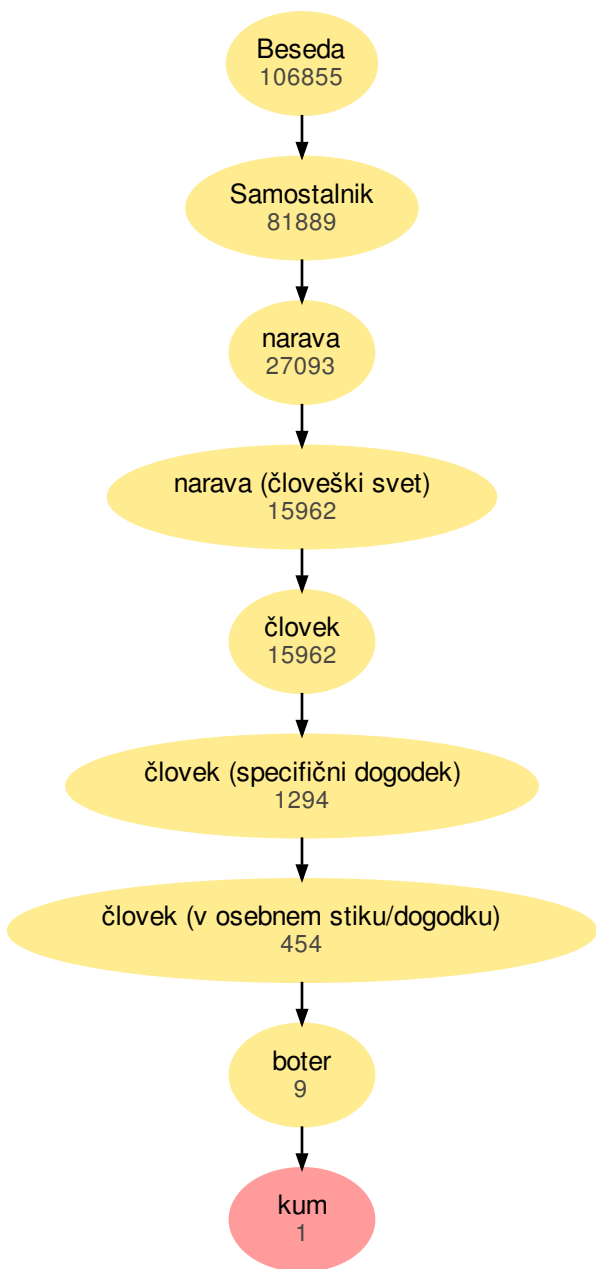 Beseda
106855
Samostalnik
81889
narava
27093
narava (človeški svet)
15962
človek
15962
človek (specifični dogodek)
1294
človek (v osebnem stiku/dogodku)
454
boter
9
kum
1